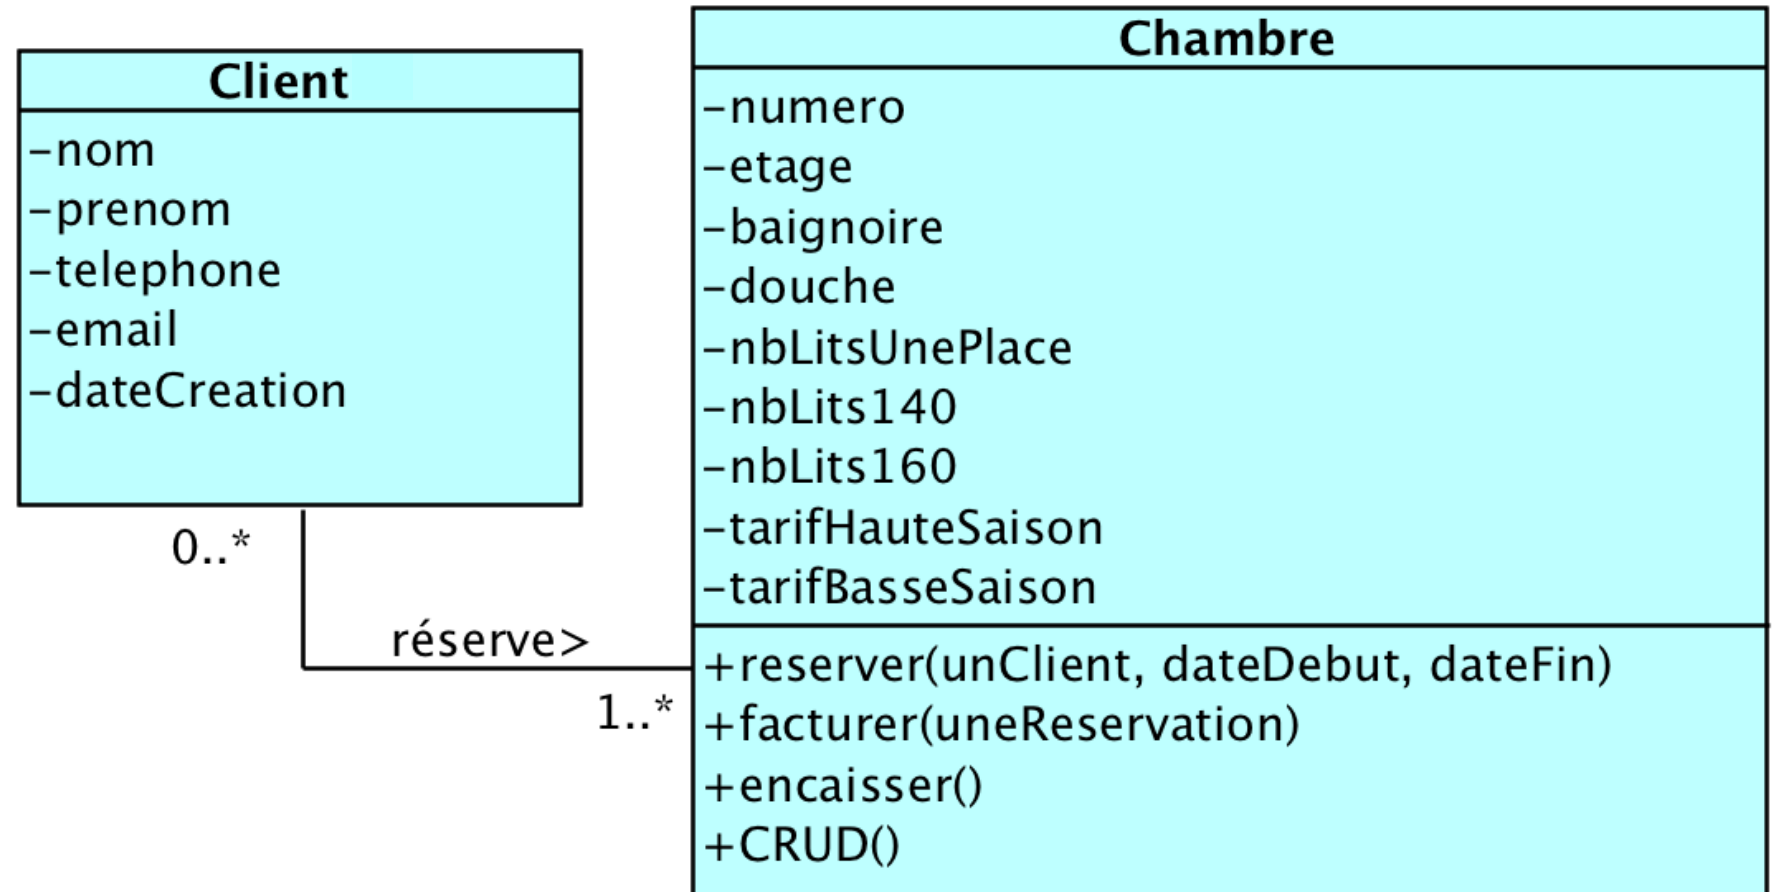 Client
-nom
-prenom
-telephone
-email
-dateCreation
0..*
réserve>
1..*
Chambre
-numero
-etage
-baignoire
-douche
-nbLitsUnePlace
-nbLits140
-nbLits160
-tarifHauteSaison
-tarifBasseSaison
+reserver(unClient, dateDebut, dateFin)
+facturer(uneReservation)
+encaisser()
+CRUD()